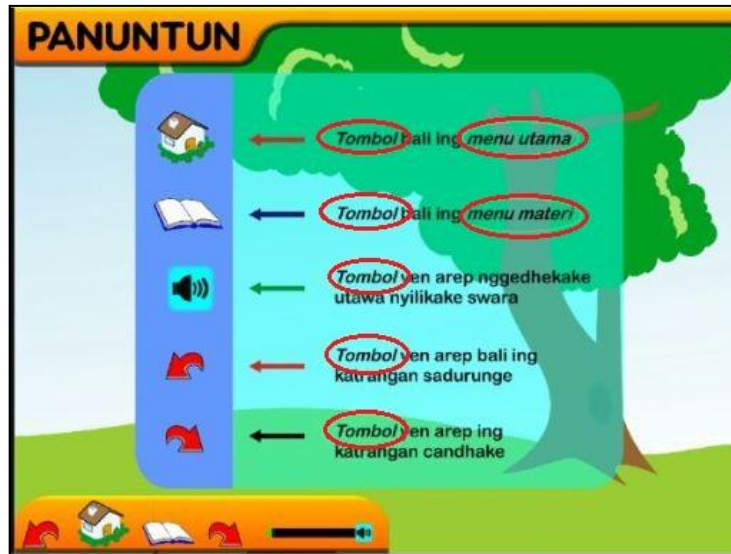 PANUNTUN
Tombol bali ing menu utama
Tombol bali ing menu materi
Tombol yen arep nggedhekake
utawa nyilikake swara
Tombol yen arep bali ing
katrangan sadurunge
Tombol yen arep ing
katrangan candhake